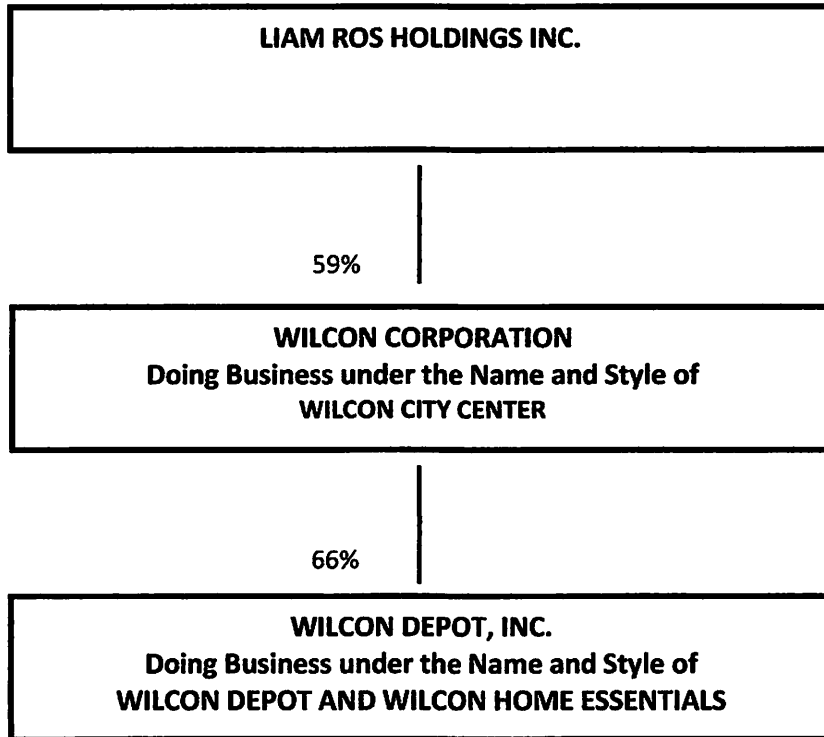 LIAM ROS HOLDINGS INC.
59%
WILCON CORPORATION
Doing Business under the Name and Style of
WILCON CITY CENTER
66%
WILCON DEPOT, INC.
Doing Business under the Name and Style of
WILCON DEPOT AND WILCON HOME ESSENTIALS